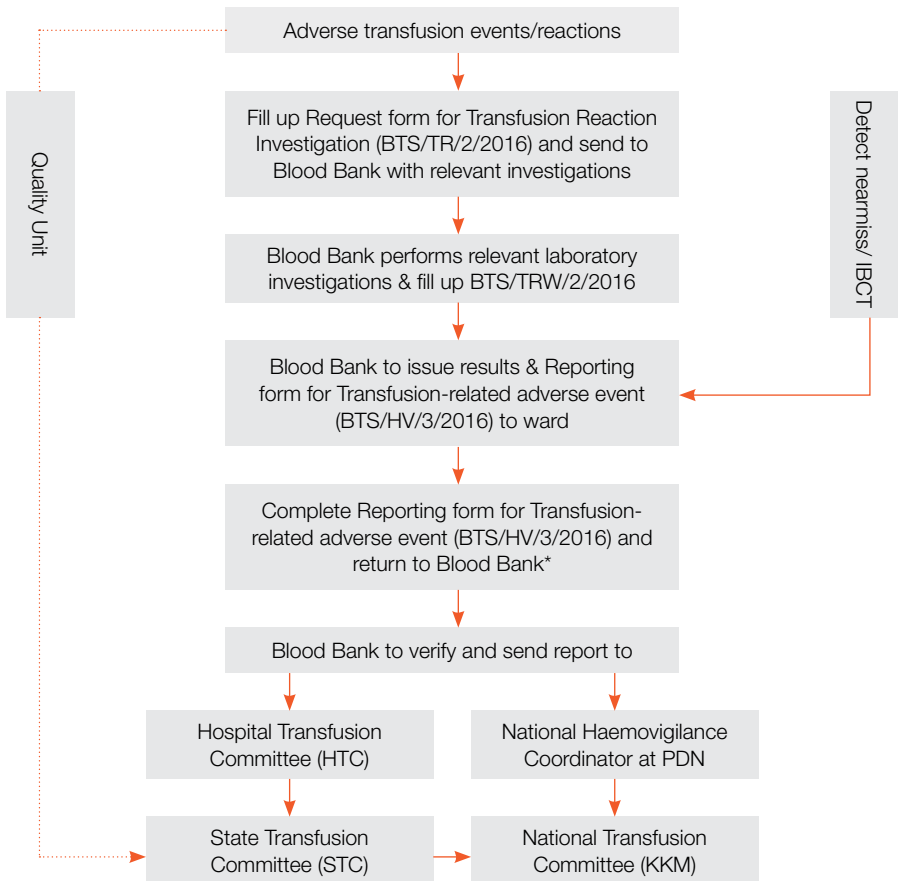 Adverse transfusion events/reactions
Quality Unit
Fill up Request form for Transfusion Reaction
Investigation (BTS/TR/2/2016) and send to
Blood Bank with relevant investigations
Detect nearmiss/ IBCT
Blood Bank performs relevant laboratory
investigations & fill up BTS/TRW/2/2016
Blood Bank to issue results & Reporting
form for Transfusion-related adverse event
(BTS/HV/3/2016) to ward
Complete Reporting form for Transfusion-
related adverse event (BTS/HV/3/2016) and
return to Blood Bank*
Blood Bank to verify and send report to
Hospital Transfusion
Committee (HTC)
National Haemovigilance
Coordinator at PDN
State Transfusion
Committee (STC)
National Transfusion
Committee (KKM)